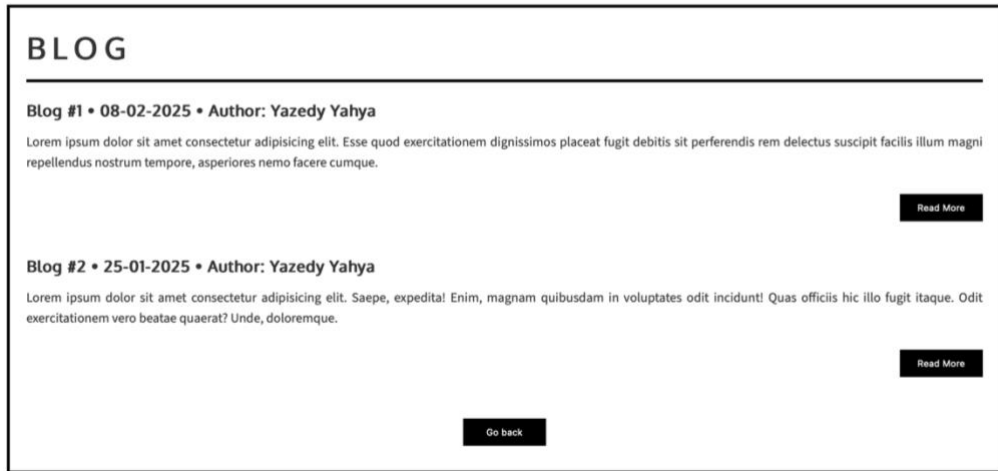 BLOG
Blog #1 • 08-02-2025 • Author: Yazedy Yahya
Lorem ipsum dolor sit amet consectetur adipisicing elit. Esse quod exercitationem dignissimos placeat fugit debitis sit perferendis rem delectus suscipit facilis illum magni
repellendus nostrum tempore, asperiores nemo facere cumque.
Read More
Blog #2 • 25-01-2025 • Author: Yazedy Yahya
Lorem ipsum dolor sit amet consectetur adipisicing elit. Saepe, expedita! Enim, magnam quibusdam in voluptates odit incidunt! Quas officiis hic illo fugit itaque. Odit
exercitationem vero beatae quaerat? Unde, doloremque.
Read More
Go back